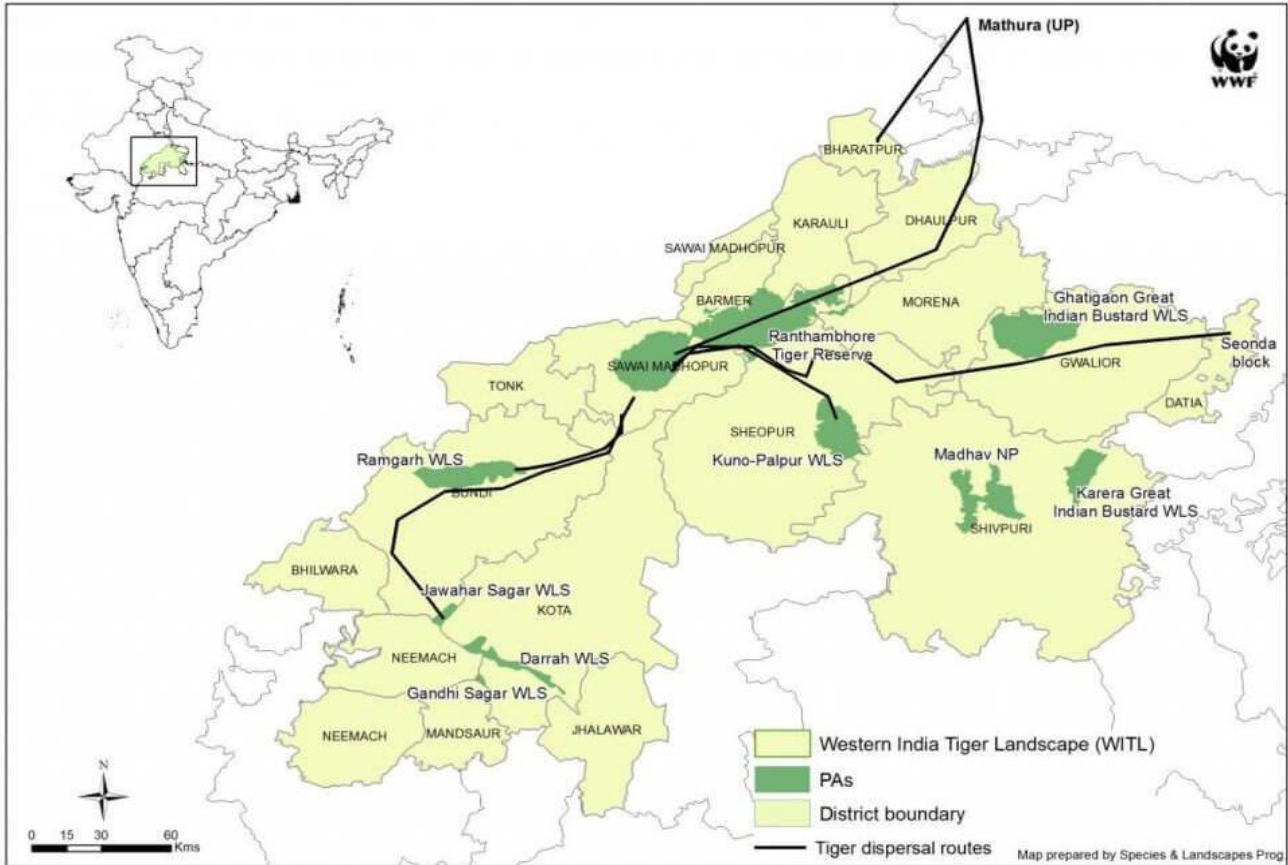 Mathura (UP)
WWF
BHARATPUR
KARAULI
DHAULPUR
SAWAI MADHOPUR
BARMER
MORENA
Ghatigaon Great
Indian Bustard WLS
Ranthambhore
Tiger Reserve
Seonda
block
SAWAI MADHOPUR
GWALIOR
TONK
DATIA
SHEOPUR
Ramgarh WLS
Kuno-Palpur WLS
Madhav NP
BUNDI
Karera Great
Indian Bustard WLS
SHIVPURI
BHILWARA
Jawahar Sagar WLS
KOTA
NEEMACH
Darrah WLS
Gandhi Sagar WLS
NEEMACH
MANDSAUR
JHALAWAR
Western India Tiger Landscape (WITL)
PAs
District boundary
Tiger dispersal routes
N
0 15 30 60
Kms
Map prepared by Species & Landscapes Prog